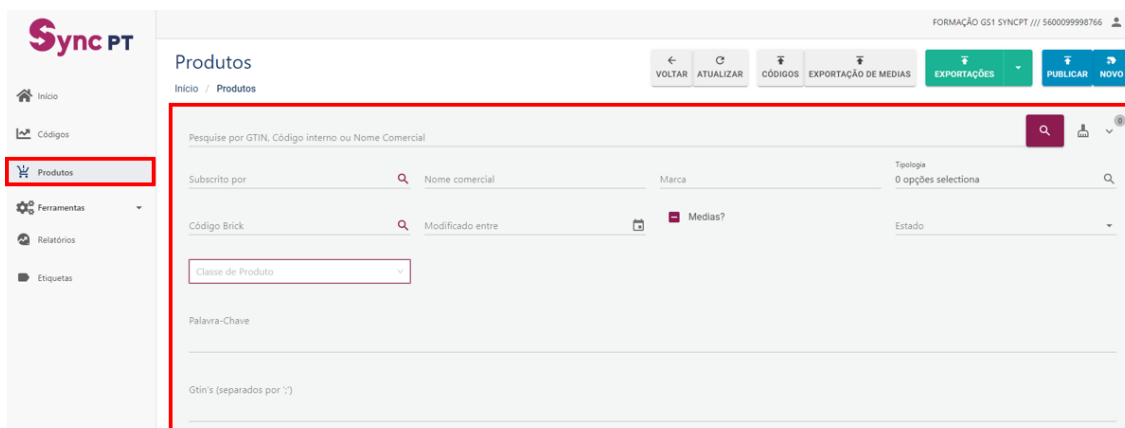 FORMAÇÃO GS1 SYNCPT /// 5600099998766
Sync PT
Produtos
Início / Produtos
VOLTAR ATUALIZAR CÓDIGOS EXPORTAÇÃO DE MEDIAS EXPORTAÇÕES PUBLICAR NOVO
Início
Códigos
Produtos
Ferramentas
Relatórios
Etiquetas
Pesquise por GTIN, Código interno ou Nome Comercial
0
Subscrito por Nome comercial Marca Tipologia
0 opções selectiona
Código Brick Modificado entre Medias? Estado
Classe de Produto
Palavra-Chave
Gtin's (separados por ';')